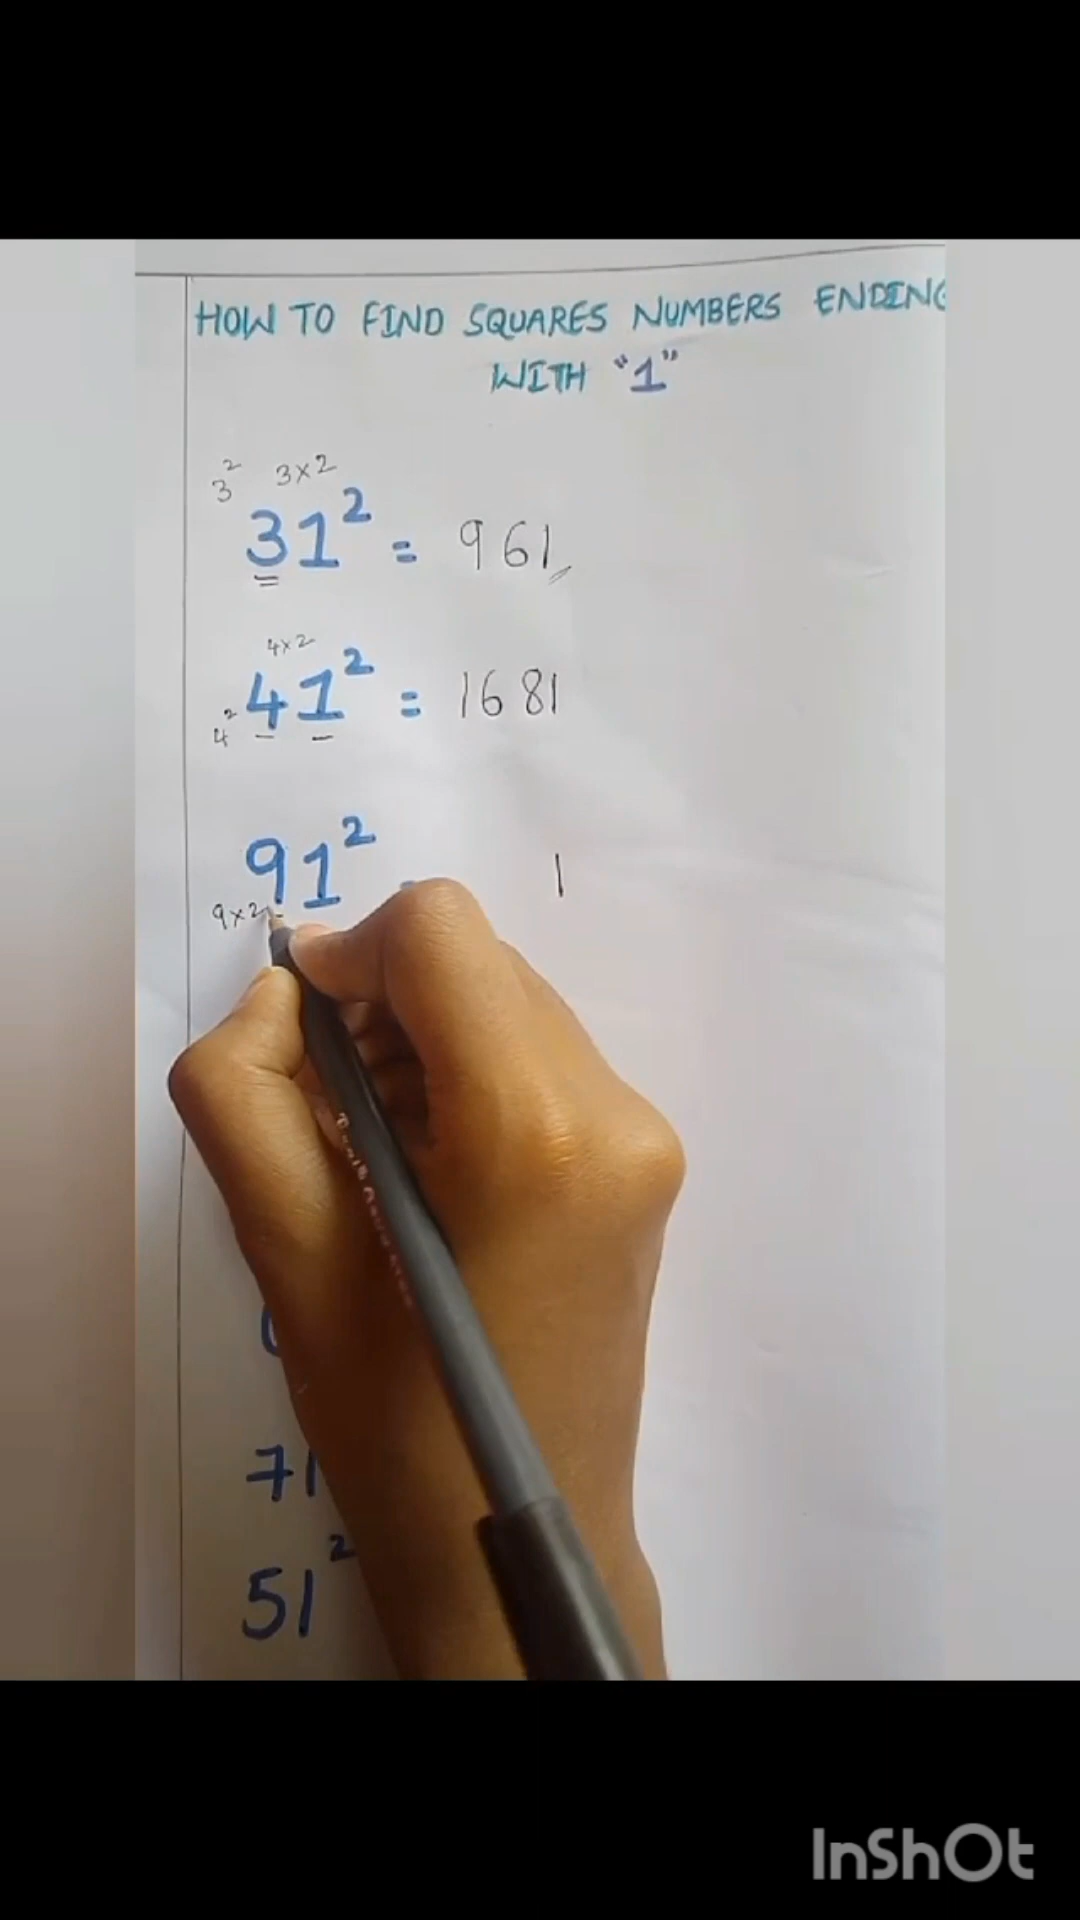 HOW TO FIND SQUARES NUMBERS ENDING
WITH "1"
3² 3×2
31² = 961
4×2
4² 41² = 1681
91² 1
9×2
71
51²
InShOt